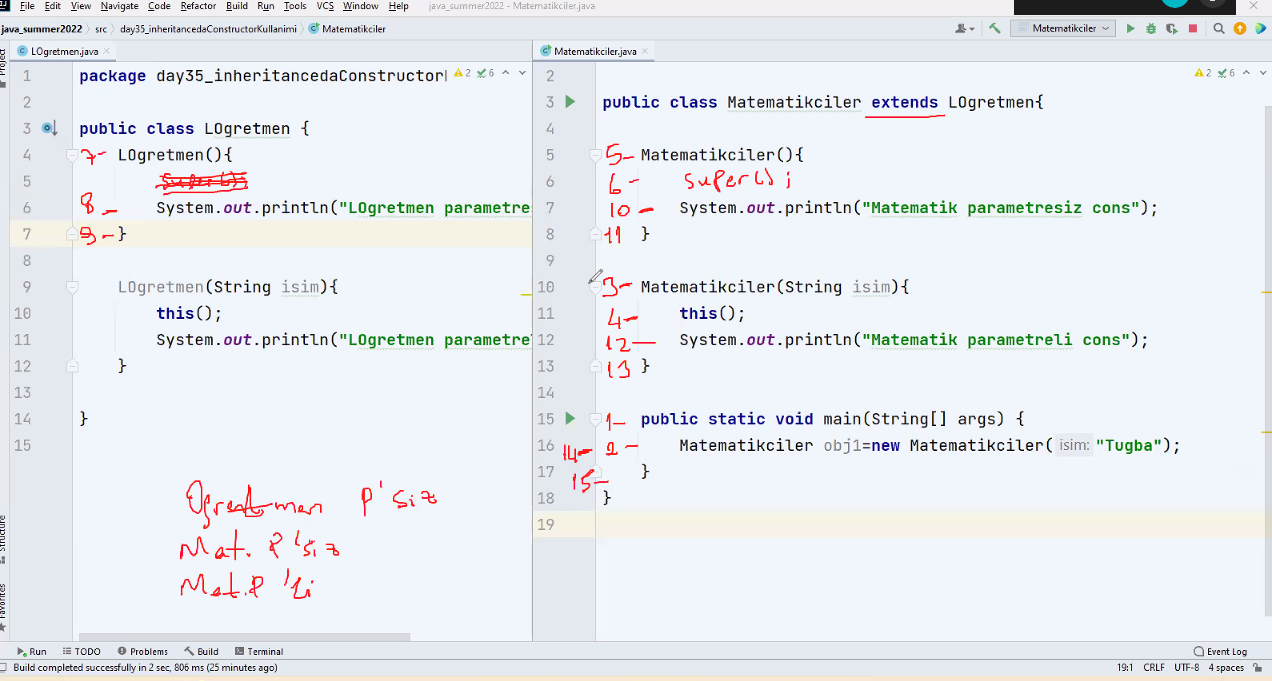 File Edit View Navigate Code Refactor Build Run Tools VCS Window Help java_summer2022 - Matematikciler.java
java_summer2022 src day35_inheritancedaConstructorKullanimi Matematikciler Matematikciler
Project
LOgretmen.java
1 package day35_inheritancedaConstructor 2 6
2
3 public class LOgretmen {
4 7- LOgretmen(){
5 super();
6 8- System.out.println("LOgretmen parametres
7 9- }
8
9 LOgretmen(String isim){
10 this();
11 System.out.println("LOgretmen parametre
12 }
13
14 }
15
Ogretmen P'siz
Mat. P'siz
Mat.P'li
Matematikciler.java
2 2 6
3 public class Matematikciler extends LOgretmen{
4
5 5- Matematikciler(){
6 6- super();
7 10- System.out.println("Matematik parametresiz cons");
8 11 }
9
10 3- Matematikciler(String isim){
11 4- this();
12 12- System.out.println("Matematik parametreli cons");
13 13 }
14
15 1- public static void main(String[] args) {
16 14- 2- Matematikciler obj1=new Matematikciler( isim: "Tugba");
17 15- }
18 }
19
Structure
Favorites
Run TODO Problems Build Terminal Event Log
Build completed successfully in 2 sec, 806 ms (25 minutes ago) 19:1 CRLF UTF-8 4 spaces